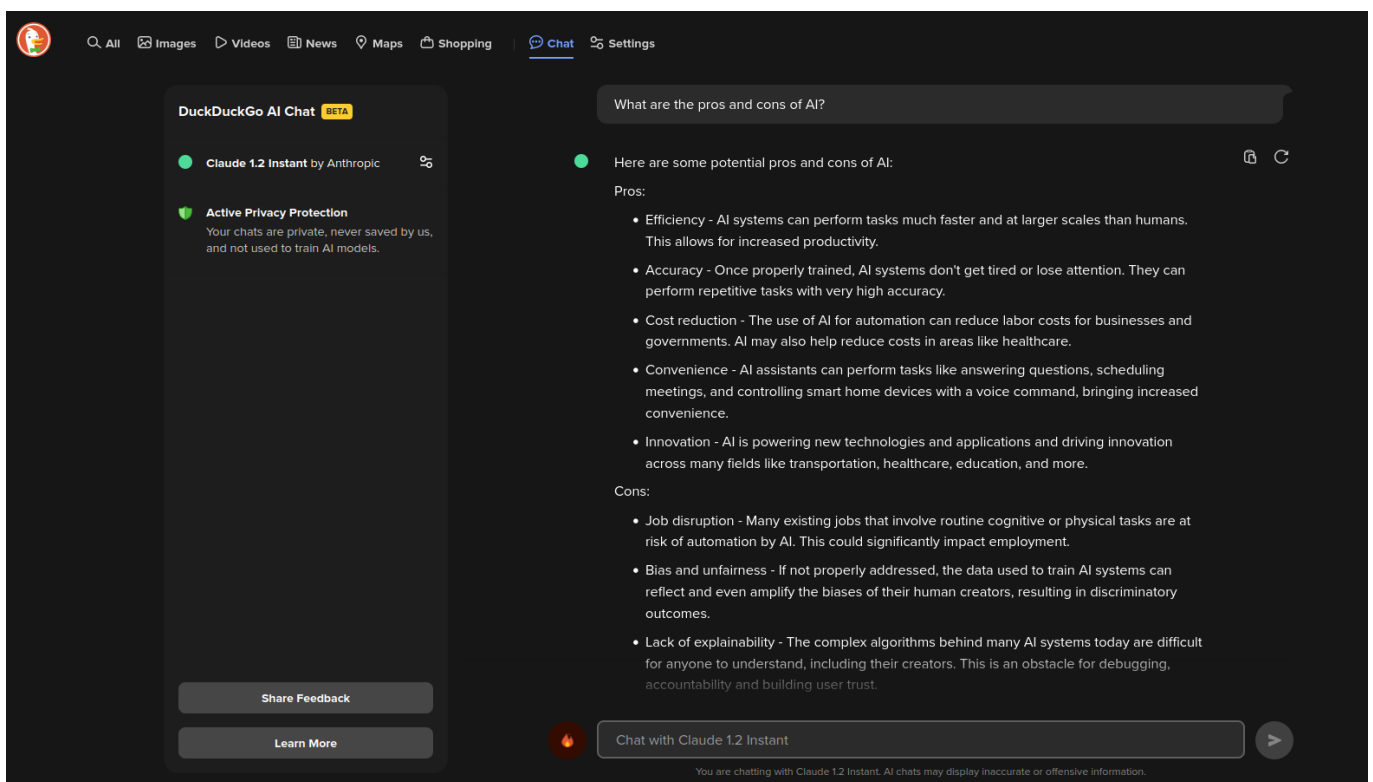 All Images Videos News Maps Shopping Chat Settings
DuckDuckGo AI Chat BETA
Claude 1.2 Instant by Anthropic
Active Privacy Protection
Your chats are private, never saved by us,
and not used to train AI models.
Share Feedback
Learn More
What are the pros and cons of AI?
Here are some potential pros and cons of AI:
Pros:
• Efficiency - AI systems can perform tasks much faster and at larger scales than humans.
This allows for increased productivity.
• Accuracy - Once properly trained, AI systems don't get tired or lose attention. They can
perform repetitive tasks with very high accuracy.
• Cost reduction - The use of AI for automation can reduce labor costs for businesses and
governments. AI may also help reduce costs in areas like healthcare.
• Convenience - AI assistants can perform tasks like answering questions, scheduling
meetings, and controlling smart home devices with a voice command, bringing increased
convenience.
• Innovation - AI is powering new technologies and applications and driving innovation
across many fields like transportation, healthcare, education, and more.
Cons:
• Job disruption - Many existing jobs that involve routine cognitive or physical tasks are at
risk of automation by AI. This could significantly impact employment.
• Bias and unfairness - If not properly addressed, the data used to train AI systems can
reflect and even amplify the biases of their human creators, resulting in discriminatory
outcomes.
• Lack of explainability - The complex algorithms behind many AI systems today are difficult
for anyone to understand, including their creators. This is an obstacle for debugging,
accountability and building user trust.
Chat with Claude 1.2 Instant
You are chatting with Claude 1.2 Instant. AI chats may display inaccurate or offensive information.